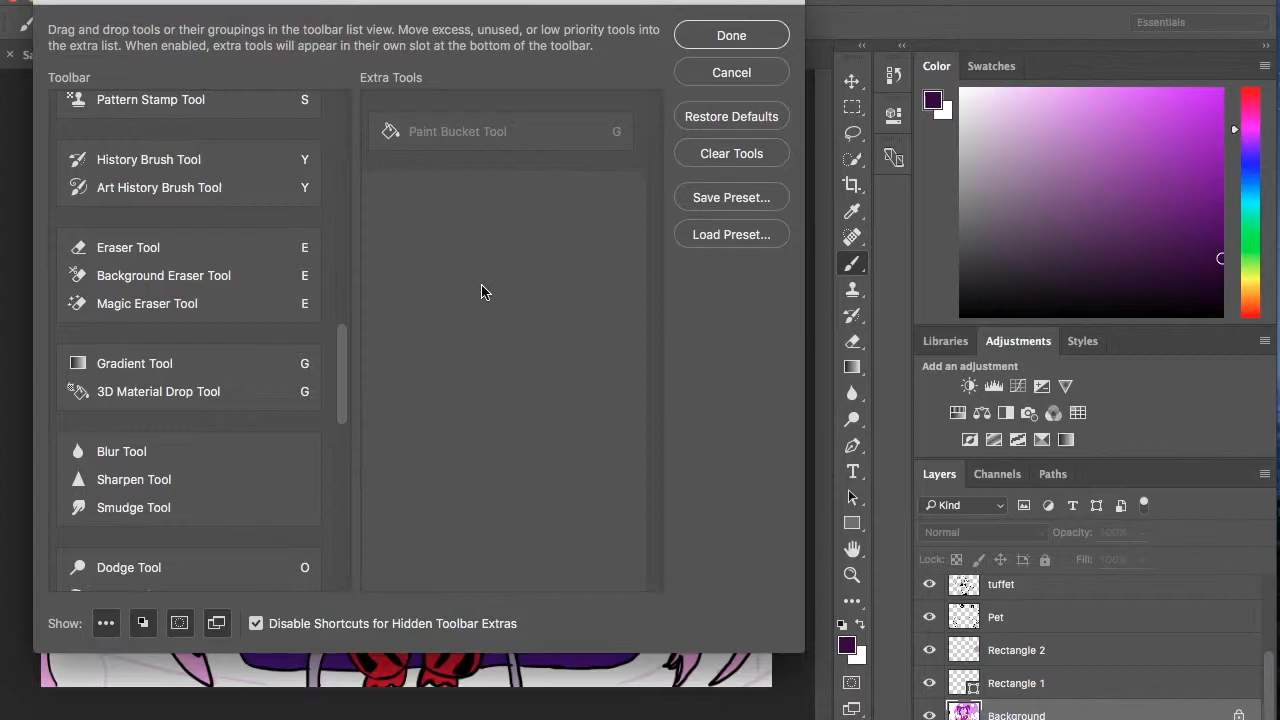 Drag and drop tools or their groupings in the toolbar list view. Move excess, unused, or low priority tools into
the extra list. When enabled, extra tools will appear in their own slot at the bottom of the toolbar.
Toolbar
Extra Tools
Pattern Stamp Tool S
History Brush Tool Y
Art History Brush Tool Y
Eraser Tool E
Background Eraser Tool E
Magic Eraser Tool E
Gradient Tool G
3D Material Drop Tool G
Blur Tool
Sharpen Tool
Smudge Tool
Dodge Tool O
Paint Bucket Tool G
Done
Cancel
Restore Defaults
Clear Tools
Save Preset...
Load Preset...
Show:
Disable Shortcuts for Hidden Toolbar Extras
Essentials
Color Swatches
Libraries Adjustments Styles
Add an adjustment
Layers Channels Paths
Kind
Normal Opacity: 100%
Lock: Fill: 100%
tuffet
Pet
Rectangle 2
Rectangle 1
Background